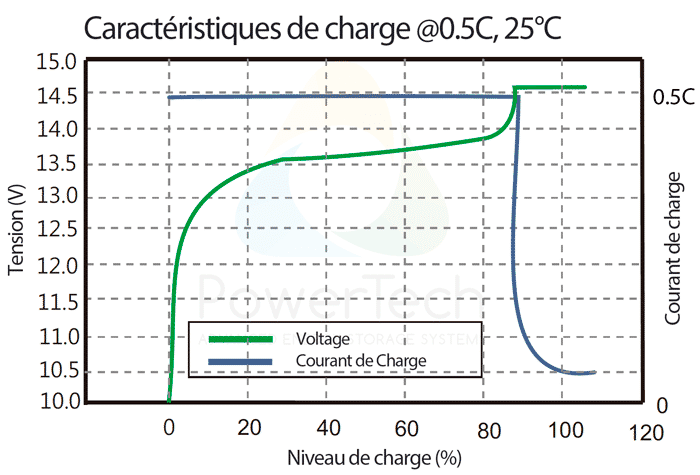 Caractéristiques de charge @0.5C, 25°C
15.0
14.5
14.0
13.5
13.0
12.5
12.0
11.5
11.0
10.5
10.0
Tension (V)
0.5C
0
Courant de charge
PowerTech
Voltage
Courant de Charge
0 20 40 60 80 100 120
Niveau de charge (%)